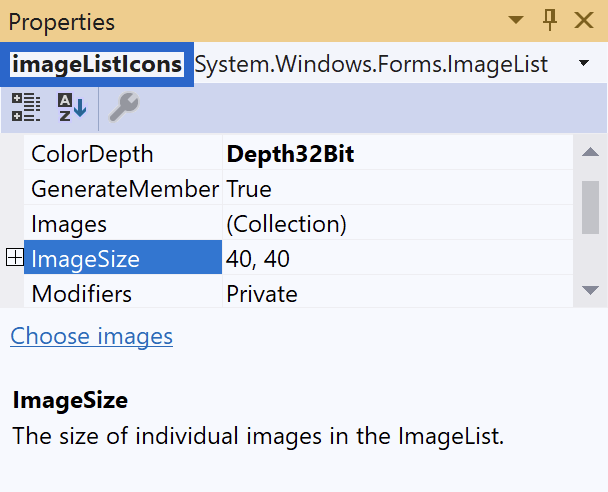 Properties
imageListIcons System.Windows.Forms.ImageList
A
Z
ColorDepth Depth32Bit
GenerateMember True
Images (Collection)
ImageSize 40, 40
Modifiers Private
Choose images
ImageSize
The size of individual images in the ImageList.